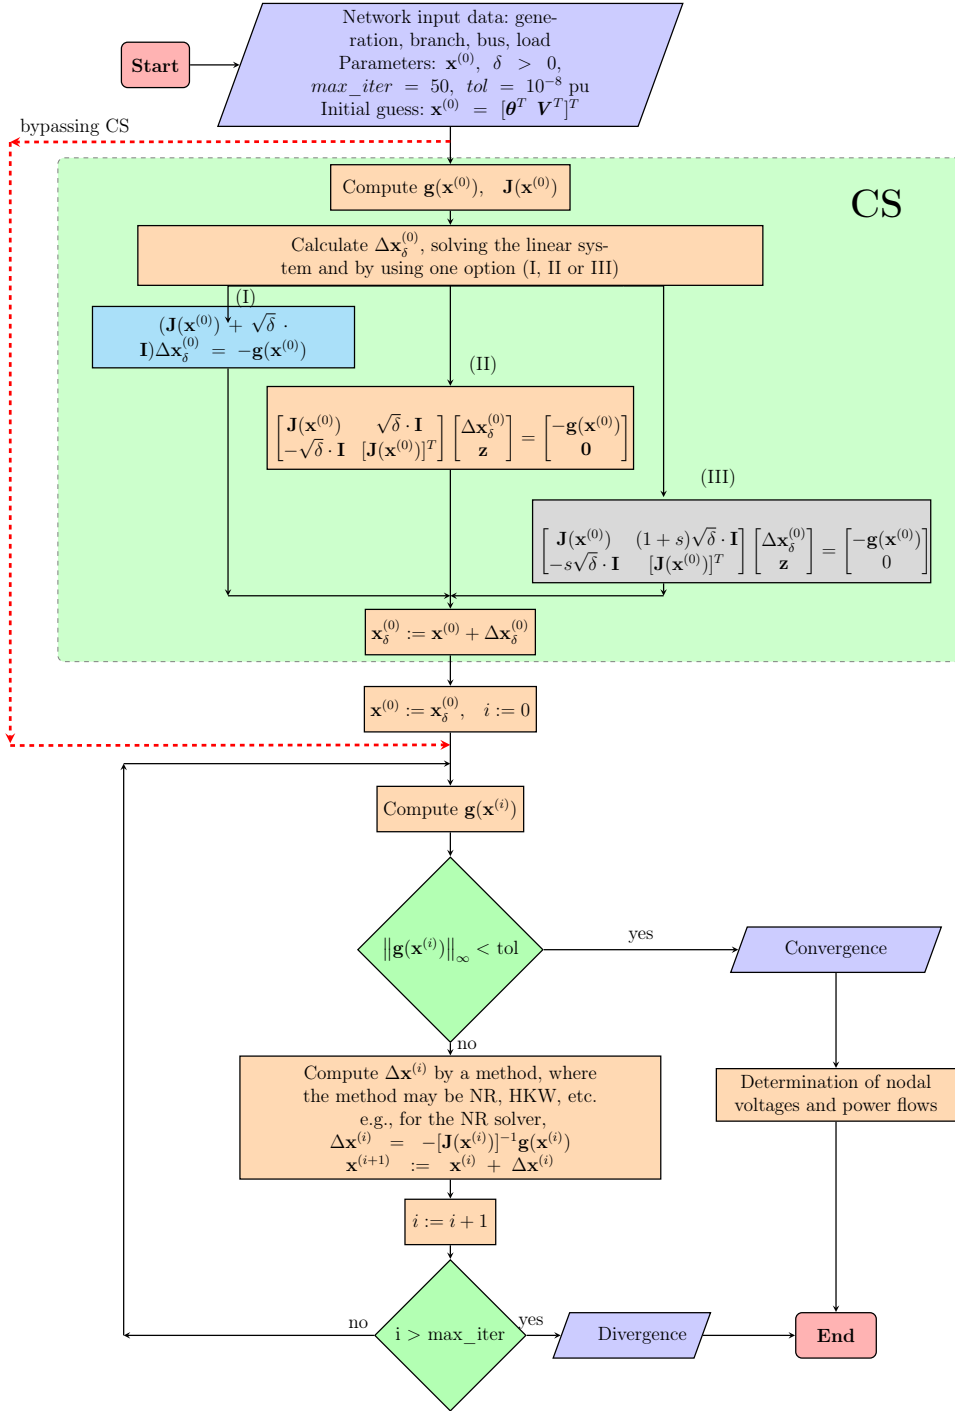 Start
Network input data: gene-
ration, branch, bus, load
Parameters: x^(0), δ > 0,
max_iter = 50, tol = 10^−8 pu
Initial guess: x^(0) = [θ^T V^T]^T
bypassing CS
CS
Compute g(x^(0)), J(x^(0))
Calculate Δx_δ^(0), solving the linear sys-
tem and by using one option (I, II or III)
(I)
(J(x^(0)) + √δ ·
I)Δx_δ^(0) = −g(x^(0))
(II)
[J(x^(0)) √δ · I] [Δx_δ^(0)] = [−g(x^(0))]
[−√δ · I [J(x^(0))]^T] [z] [0]
(III)
[J(x^(0)) (1 + s)√δ · I] [Δx_δ^(0)] = [−g(x^(0))]
[−s√δ · I [J(x^(0))]^T] [z] [0]
x_δ^(0) := x^(0) + Δx_δ^(0)
x^(0) := x_δ^(0), i := 0
Compute g(x^(i))
‖g(x^(i))‖_∞ < tol
yes
Convergence
no
Compute Δx^(i) by a method, where
the method may be NR, HKW, etc.
e.g., for the NR solver,
Δx^(i) = −[J(x^(i))]^−1 g(x^(i))
x^(i+1) := x^(i) + Δx^(i)
Determination of nodal
voltages and power flows
i := i + 1
i > max_iter
no
yes
Divergence
End